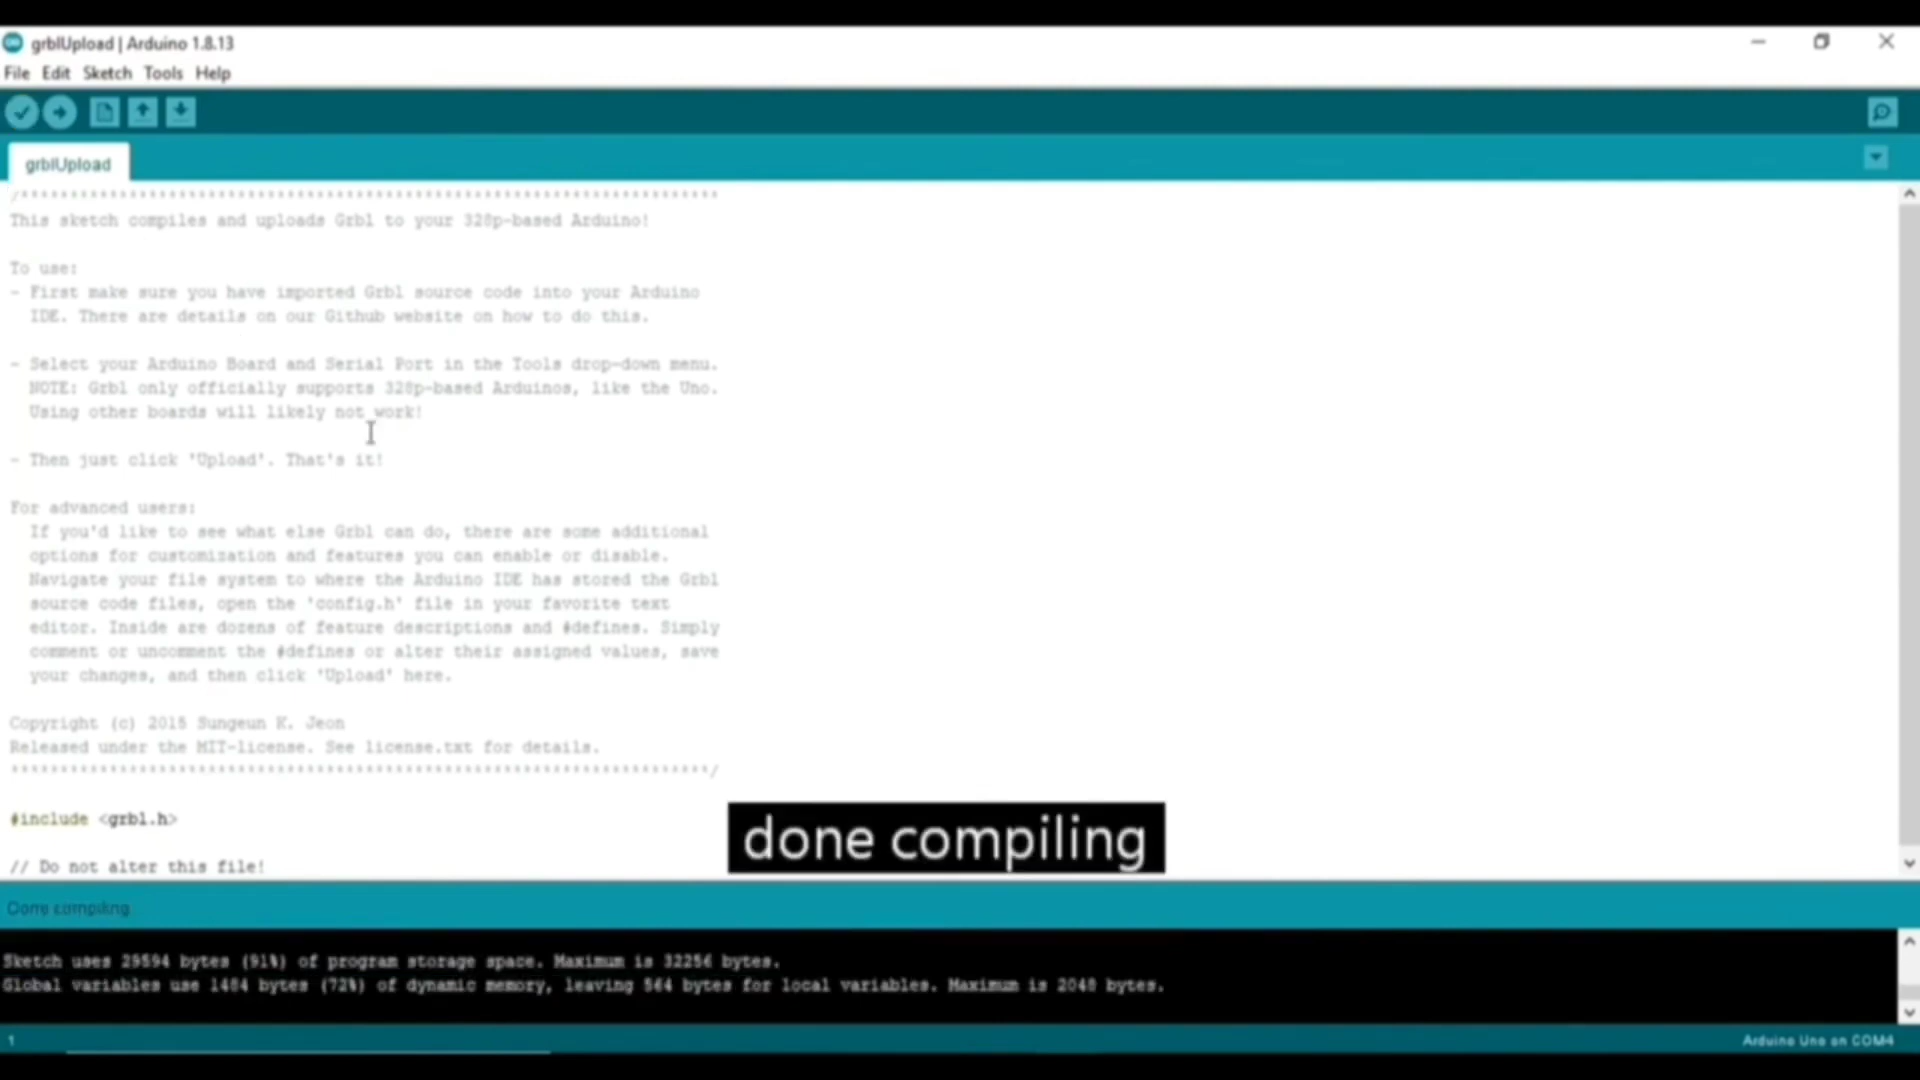 grblUpload | Arduino 1.8.13
File Edit Sketch Tools Help
grblUpload
/***********************************************************************
This sketch compiles and uploads Grbl to your 328p-based Arduino!
To use:
- First make sure you have imported Grbl source code into your Arduino
IDE. There are details on our Github website on how to do this.
- Select your Arduino Board and Serial Port in the Tools drop-down menu.
NOTE: Grbl only officially supports 328p-based Arduinos, like the Uno.
Using other boards will likely not work!
- Then just click 'Upload'. That's it!
For advanced users:
If you'd like to see what else Grbl can do, there are some additional
options for customization and features you can enable or disable.
Navigate your file system to where the Arduino IDE has stored the Grbl
source code files, open the 'config.h' file in your favorite text
editor. Inside are dozens of feature descriptions and #defines. Simply
comment or uncomment the #defines or alter their assigned values, save
your changes, and then click 'Upload' here.
Copyright (c) 2015 Sungeun K. Jeon
Released under the MIT-license. See license.txt for details.
***********************************************************************/
#include <grbl.h>
// Do not alter this file!
done compiling
Done compiling
Sketch uses 29594 bytes (91%) of program storage space. Maximum is 32256 bytes.
Global variables use 1484 bytes (72%) of dynamic memory, leaving 564 bytes for local variables. Maximum is 2048 bytes.
1
Arduino Uno on COM4